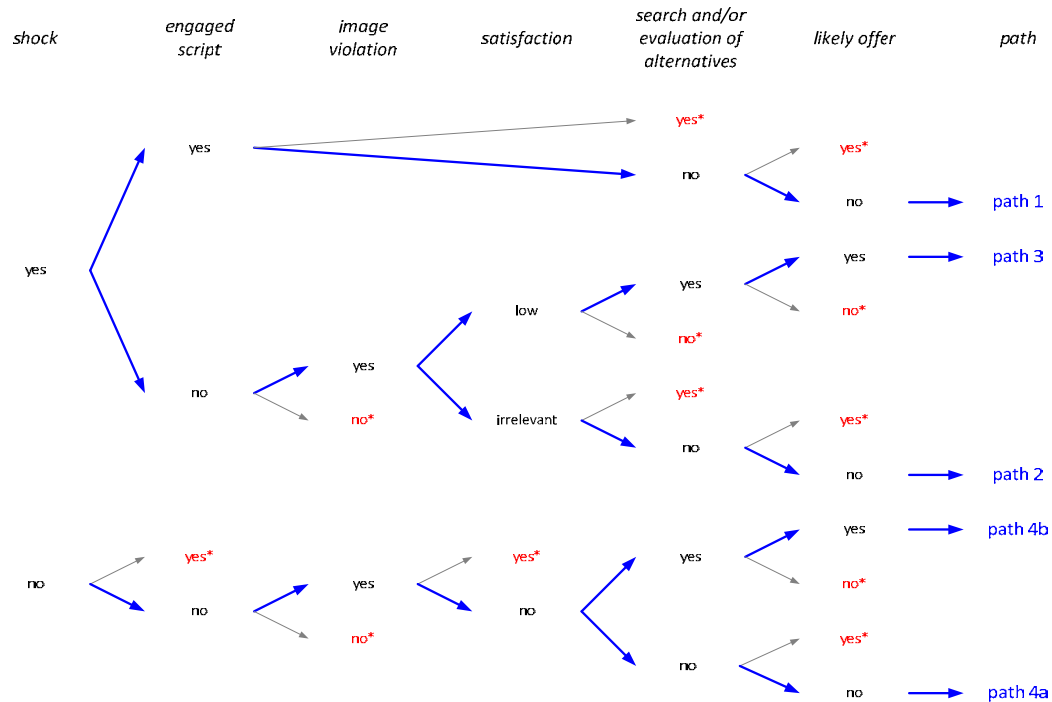 shock
engaged
script
image
violation
satisfaction
search and/or
evaluation of
alternatives
likely offer
path
yes*
yes
yes*
no
no
path 1
yes
path 3
yes
yes
low
no*
no*
yes
no
yes*
no*
irrelevant
yes*
no
no
path 2
yes
path 4b
yes*
yes*
yes
no
yes
no*
no
no
no*
yes*
no
no
path 4a